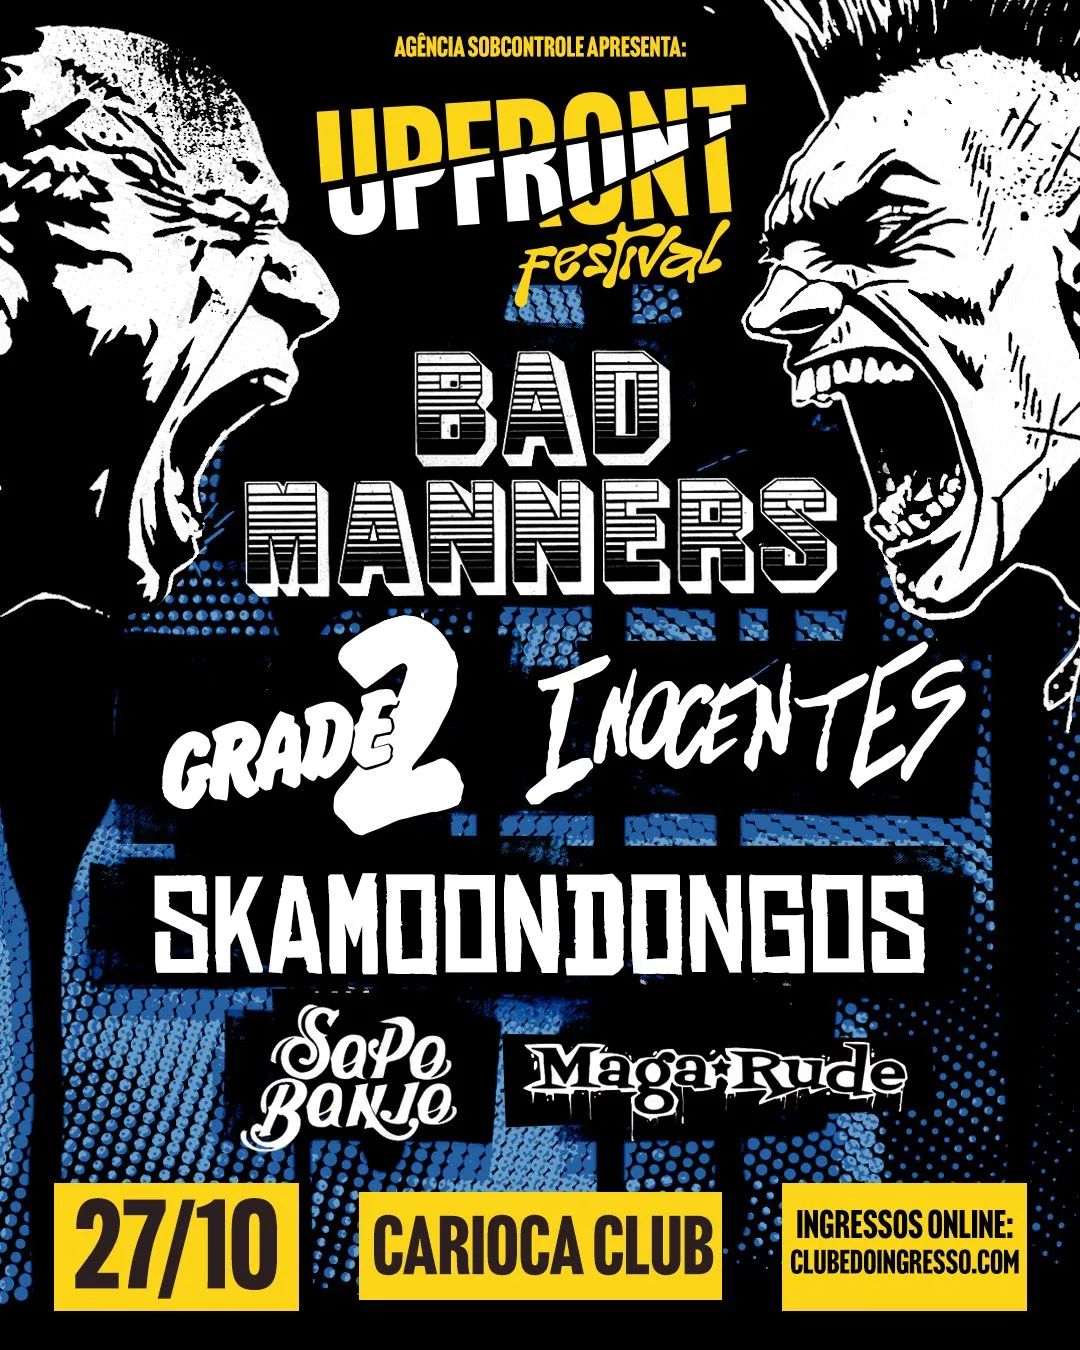 AGÊNCIA SOBCONTROLE APRESENTA:
UPFRONT
Festival
BAD
MANNERS
GRADE 2
INOCENTES
SKAMOONDONGOS
SAPO
BANJO
Maga★Rude
27/10
CARIOCA CLUB
INGRESSOS ONLINE:
CLUBEDOINGRESSO.COM